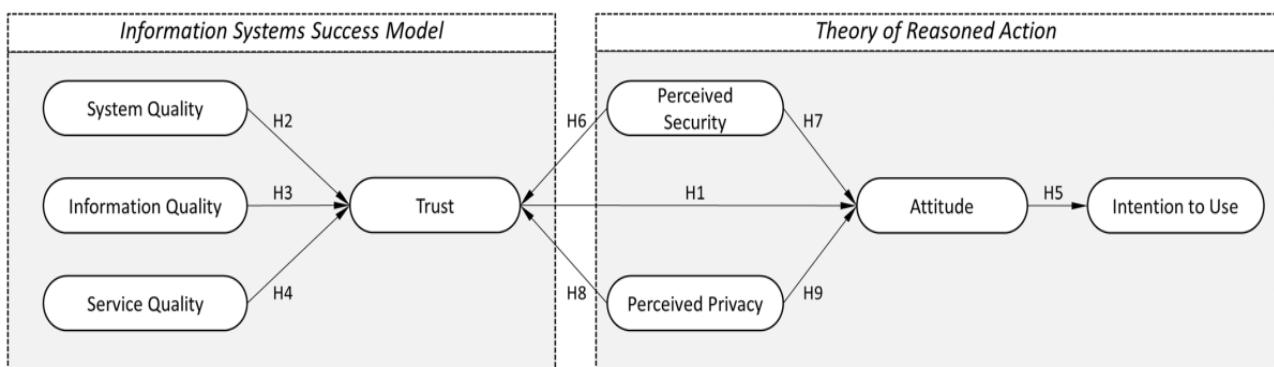 Information Systems Success Model
Theory of Reasoned Action
System Quality
H2
Information Quality
H3
Trust
Service Quality
H4
Perceived
Security
H6
H7
H1
Attitude
H5
Intention to Use
H8
Perceived Privacy
H9